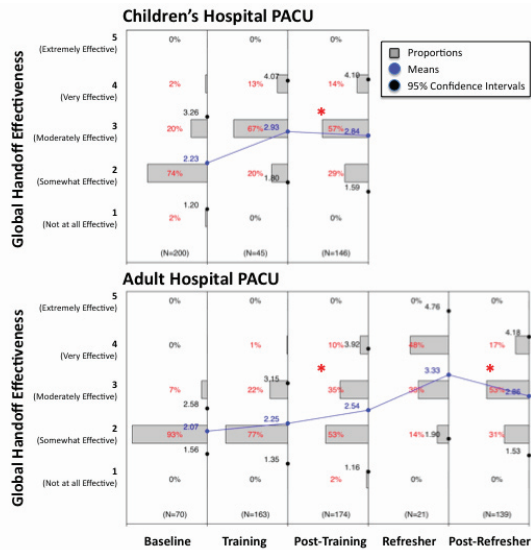 Children's Hospital PACU
Proportions
Means
95% Confidence Intervals
Global Handoff Effectiveness
5
(Extremely Effective)
0% 0% 0%
4
(Very Effective)
2% 13% 4.07 14% 4.10
3.26
3
(Moderately Effective)
20% 67% 2.93 * 57% 2.84
2.23
2
(Somewhat Effective)
74% 20% 1.80 29% 1.59
1.20
1
(Not at all Effective)
2% 0% 0%
(N=200) (N=45) (N=146)
Adult Hospital PACU
Global Handoff Effectiveness
5
(Extremely Effective)
0% 0% 0% 0% 0%
4.76
4
(Very Effective)
0% 1% 10% 3.92 48% 17% 4.18
3.33
3
(Moderately Effective)
7% 22% 3.15 * 35% 38% * 52% 2.86
2.58 2.54
2
(Somewhat Effective)
93% 2.07 77% 2.25 53% 14% 1.90 31%
1.56 1.35 1.16 1.53
1
(Not at all Effective)
0% 0% 2% 0% 0%
(N=70) (N=163) (N=174) (N=21) (N=139)
Baseline Training Post-Training Refresher Post-Refresher